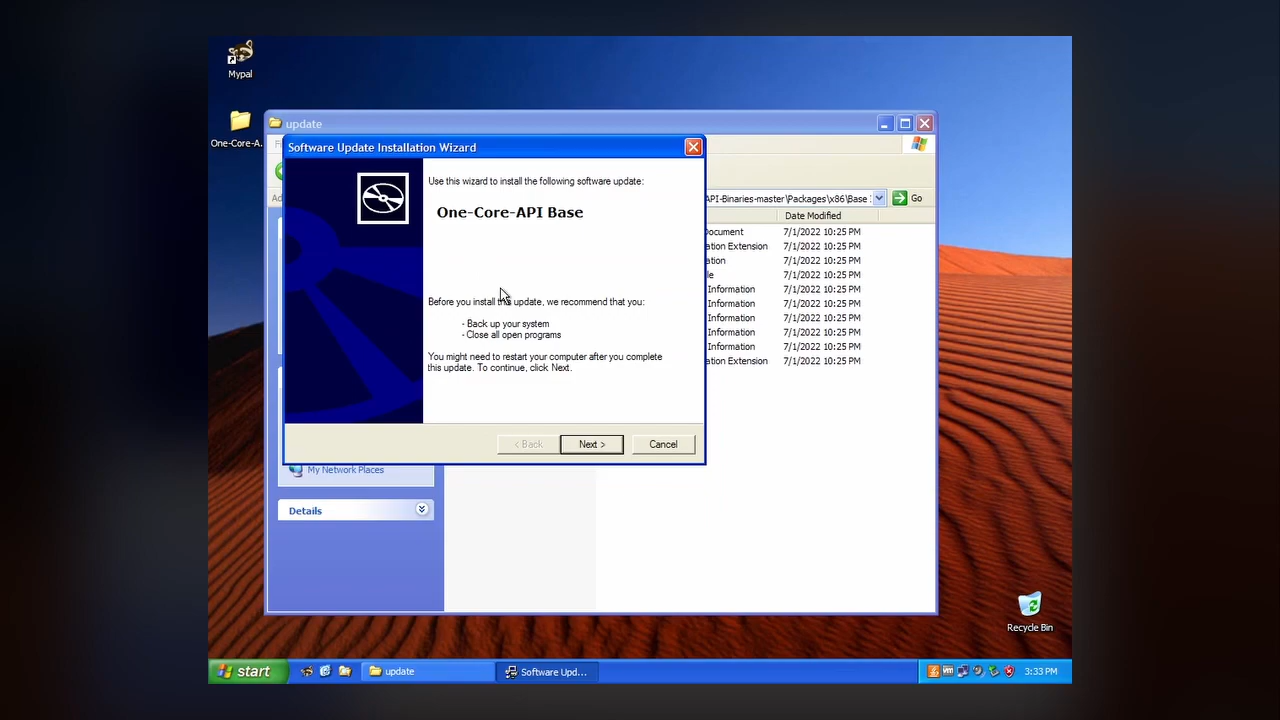 Mypal
One-Core-A.
update
Software Update Installation Wizard
Use this wizard to install the following software update:
One-Core-API Base
Before you install this update, we recommend that you:
- Back up your system
- Close all open programs
You might need to restart your computer after you complete
this update. To continue, click Next.
< Back
Next >
Cancel
API-Binaries-master\Packages\x86\Base
Go
Date Modified
Document 7/1/2022 10:25 PM
ation Extension 7/1/2022 10:25 PM
ation 7/1/2022 10:25 PM
le 7/1/2022 10:25 PM
Information 7/1/2022 10:25 PM
Information 7/1/2022 10:25 PM
Information 7/1/2022 10:25 PM
Information 7/1/2022 10:25 PM
Information 7/1/2022 10:25 PM
ation Extension 7/1/2022 10:25 PM
My Network Places
Details
Recycle Bin
start
update
Software Upd...
3:33 PM